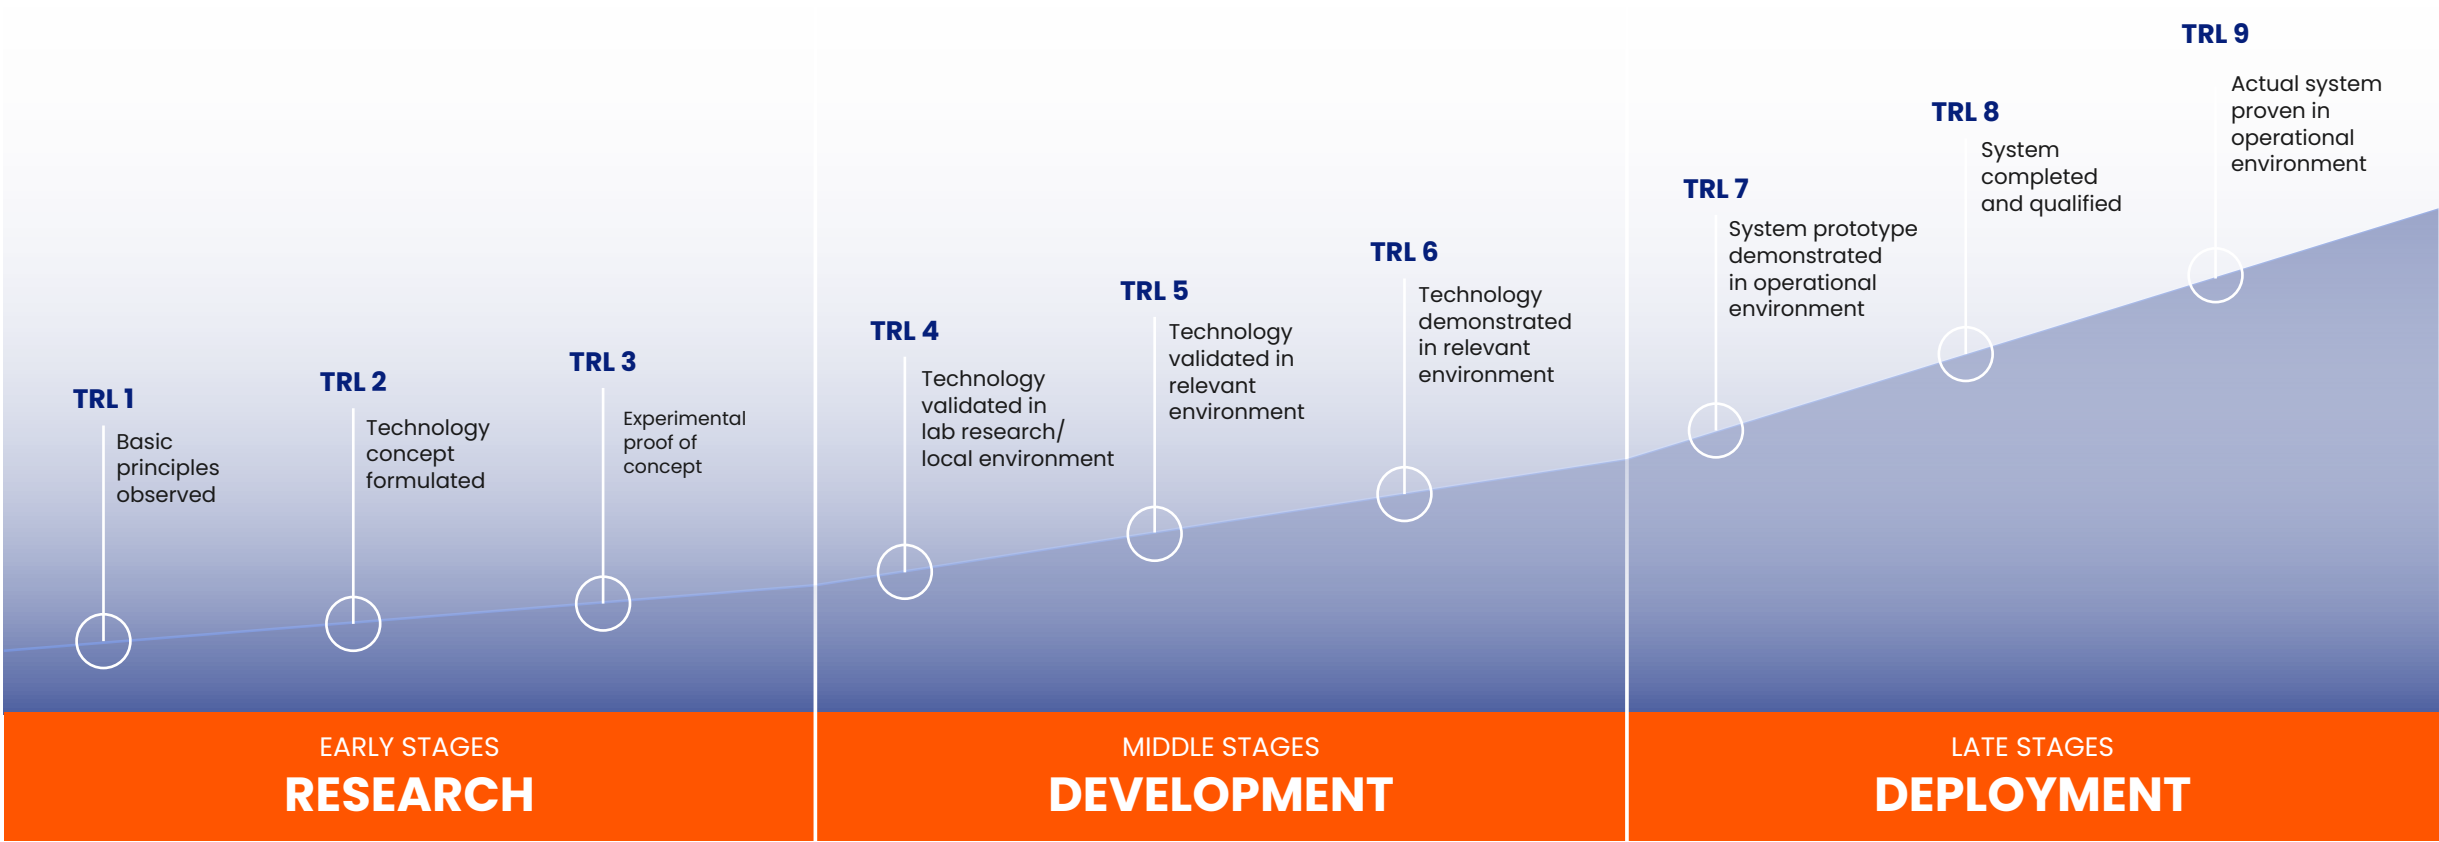 TRL 1
Basic
principles
observed
TRL 2
Technology
concept
formulated
TRL 3
Experimental
proof of
concept
TRL 4
Technology
validated in
lab research/
local environment
TRL 5
Technology
validated in
relevant
environment
TRL 6
Technology
demonstrated
in relevant
environment
TRL 7
System prototype
demonstrated
in operational
environment
TRL 8
System
completed
and qualified
TRL 9
Actual system
proven in
operational
environment
EARLY STAGES
RESEARCH
MIDDLE STAGES
DEVELOPMENT
LATE STAGES
DEPLOYMENT